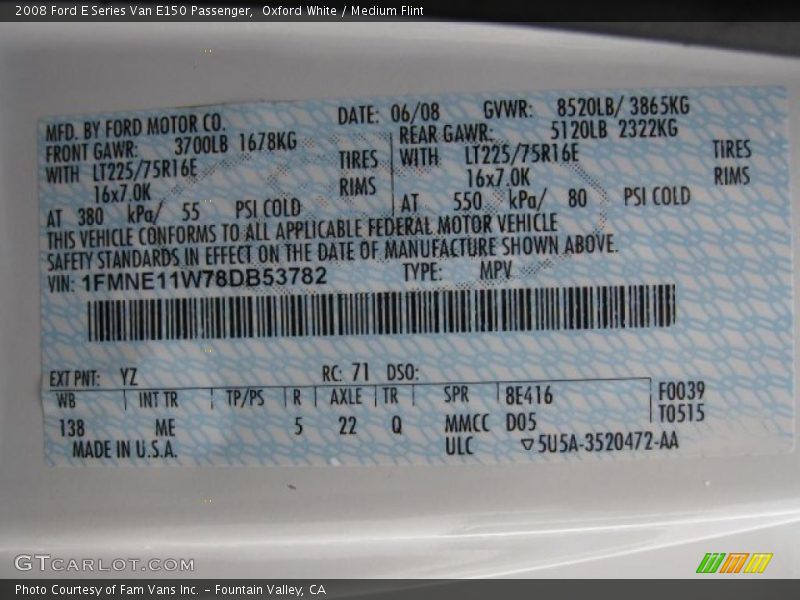 2008 Ford E Series Van E150 Passenger,  Oxford White / Medium Flint
MFD. BY FORD MOTOR CO. DATE: 06/08 GVWR: 8520LB/ 3865KG
FRONT GAWR: 3700LB 1678KG REAR GAWR: 5120LB 2322KG
WITH LT225/75R16E TIRES WITH LT225/75R16E TIRES
16x7.0K RIMS 16x7.0K RIMS
AT 380 kPa/ 55 PSI COLD AT 550 kPa/ 80 PSI COLD
THIS VEHICLE CONFORMS TO ALL APPLICABLE FEDERAL MOTOR VEHICLE
SAFETY STANDARDS IN EFFECT ON THE DATE OF MANUFACTURE SHOWN ABOVE.
VIN: 1FMNE11W78DB53782 TYPE: MPV
EXT PNT: YZ RC: 71 DSO:
WB INT TR TP/PS R AXLE TR SPR 8E416 F0039
138 ME 5 22 Q MMCC D05 T0515
MADE IN U.S.A. ULC ▽5U5A-3520472-AA
GTCARLOT.COM
Photo Courtesy of Fam Vans Inc. - Fountain Valley, CA